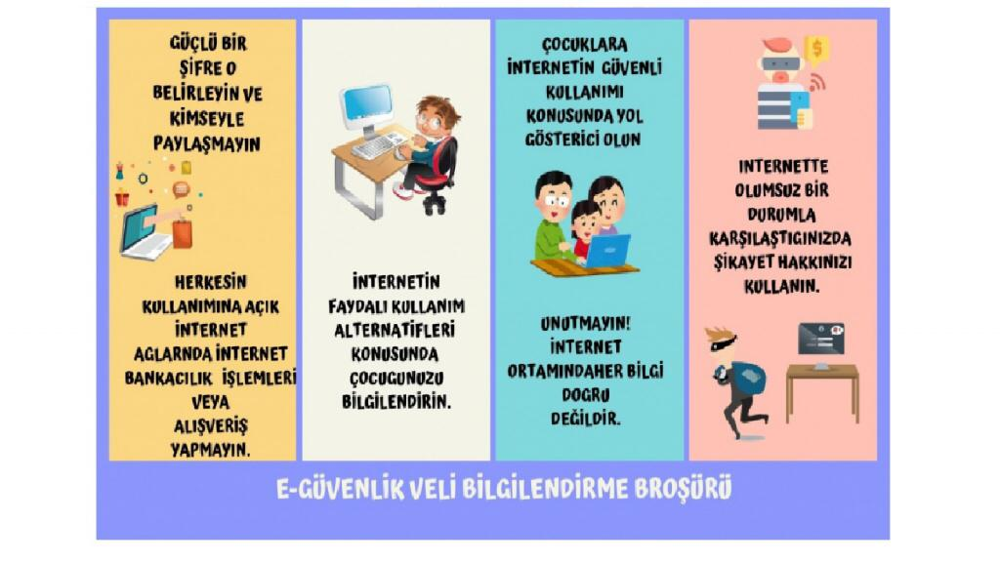 GÜÇLÜ BİR
ŞİFRE O
BELİRLEYİN VE
KİMSEYLE
PAYLAŞMAYIN
HERKESİN
KULLANIMINA AÇIK
İNTERNET
AGLARNDA İNTERNET
BANKACILIK İŞLEMLERİ
VEYA
ALIŞVERİŞ
YAPMAYIN.
İNTERNETİN
FAYDALI KULLANIM
ALTERNATİFLERİ
KONUSUNDA
ÇOCUGUNUZU
BİLGİLENDİRİN.
ÇOCUKLARA
İNTERNETİN GÜVENLİ
KULLANIMI
KONUSUNDA YOL
GÖSTERİCİ OLUN
UNUTMAYIN!
İNTERNET
ORTAMINDAHER BİLGİ
DOGRU
DEĞİLDİR.
$
INTERNETTE
OLUMSUZ BİR
DURUMLA
KARŞILAŞTIGINIZDA
ŞİKAYET HAKKINIZI
KULLANIN.
E-GÜVENLİK VELİ BİLGİLENDİRME BROŞÜRÜ